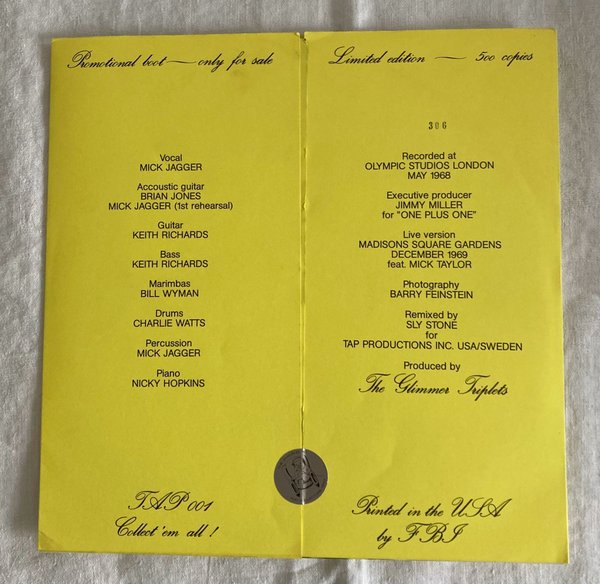 Promotional boot — only for sale
Vocal
MICK JAGGER
Accoustic guitar
BRIAN JONES
MICK JAGGER (1st rehearsal)
Guitar
KEITH RICHARDS
Bass
KEITH RICHARDS
Marimbas
BILL WYMAN
Drums
CHARLIE WATTS
Percussion
MICK JAGGER
Piano
NICKY HOPKINS
TAP 001
Collect 'em all !
Limited edition — 500 copies
396
Recorded at
OLYMPIC STUDIOS LONDON
MAY 1968
Executive producer
JIMMY MILLER
for "ONE PLUS ONE"
Live version
MADISONS SQUARE GARDENS
DECEMBER 1969
feat. MICK TAYLOR
Photography
BARRY FEINSTEIN
Remixed by
SLY STONE
for
TAP PRODUCTIONS INC. USA/SWEDEN
Produced by
The Glimmer Triplets
Printed in the USA
by FBI